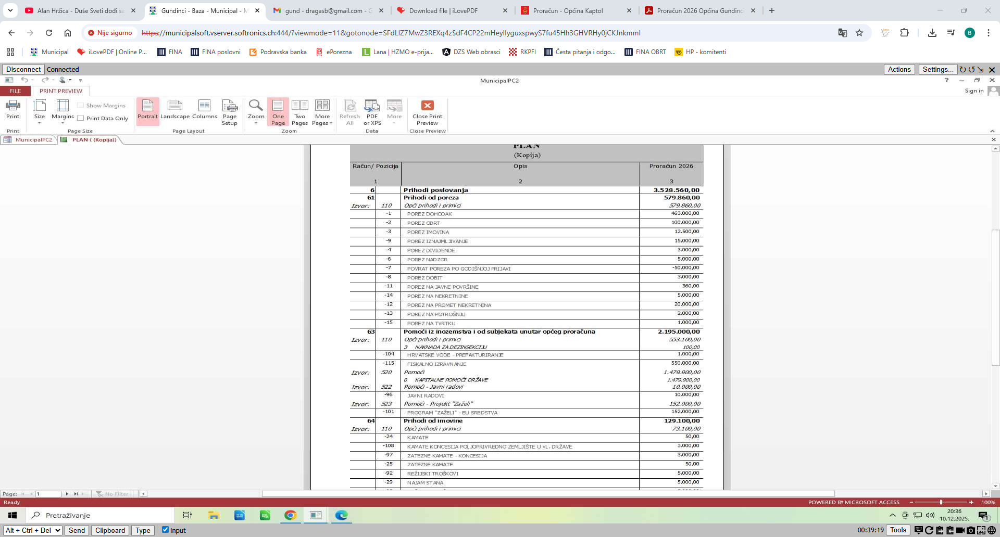 Alan Hržica - Duše Sveti dođi sa
Gundinci - Baza - Municipal - M
gund - dragasb@gmail.com - G
Download file | iLovePDF
Proračun - Općina Kaptol
Proračun 2026 Općina Gundinci
Nije sigurno
https://municipalsoft.vserver.softronics.ch:444/?viewmode=11&gotonode=SFdLIZ7MwZ3REXq4z$dF4CP22mHeyIIyguxspwyS7fu45Hh3GHVRHy0jCKJnkmmI
B
Municipal
iLovePDF | Online P...
FINA
FINA poslovni
Podravska banka
ePorezna
Lana | HZMO e-prija...
DZS Web obrasci
RKPFI
Česta pitanja i odgo...
FINA OBRT
HP - komitenti
Disconnect Connected
Actions Settings...
MunicipalPC2
FILE PRINT PREVIEW
Sign in
Print
Size
Margins
Show Margins
Print Data Only
Portrait
Landscape
Columns
Page Setup
Zoom
One Page
Two Pages
More Pages
Refresh All
PDF or XPS
More
Close Print Preview
Print Page Size Page Layout Zoom Data Close Preview
MunicipalPC2 PLAN ( (Kopija))
PLAN
(Kopija)
Račun/ Pozicija Opis Proračun 2026
1 2 3
6 Prihodi poslovanja 3.528.560,00
61 Prihodi od poreza 579.860,00
Izvor: 110 Opći prihodi i primici 579.860,00
-1 POREZ DOHODAK 463.000,00
-2 POREZ OBRT 100.000,00
-3 POREZ IMOVINA 12.500,00
-9 POREZ IZNAJMLJIVANJE 15.000,00
-4 POREZ DIVIDENDE 3.000,00
-6 POREZ NADZOR 5.000,00
-7 POVRAT POREZA PO GODIŠNJOJ PRIJAVI -50.000,00
-8 POREZ DOBIT 3.000,00
-11 POREZ NA JAVNE POVRŠINE 360,00
-14 POREZ NA NEKRETNINE 5.000,00
-12 POREZ NA PROMET NEKRETNINA 20.000,00
-13 POREZ NA POTROŠNJU 2.000,00
-15 POREZ NA TVRTKU 1.000,00
63 Pomoći iz inozemstva i od subjekata unutar općeg proračuna 2.195.000,00
Izvor: 110 Opći prihodi i primici 553.100,00
3 NAKNADA ZA DEZINSEKCIJU 100,00
-104 HRVATSKE VODE - PREFAKTURIRANJE 1.000,00
-115 FISKALNO IZRAVNANJE 550.000,00
Izvor: 520 Pomoći 1.479.900,00
0 KAPITALNE POMOĆI DRŽAVE 1.479.900,00
Izvor: 522 Pomoći - Javni radovi 10.000,00
-96 JAVNI RADOVI 10.000,00
Izvor: 523 Pomoći - Projekt "Zaželi" 152.000,00
-101 PROGRAM "ZAŽELI" - EU SREDSTVA 152.000,00
64 Prihodi od imovine 129.100,00
Izvor: 110 Opći prihodi i primici 73.100,00
-24 KAMATE 50,00
-108 KAMATE KONCESIJA POLJOPRIVREDNO ZEMLJIŠTE U VL. DRŽAVE 3.000,00
-97 ZATEZNE KAMATE - KONCESIJA 3.000,00
-25 ZATEZNE KAMATE 50,00
-92 REŽIJSKI TROŠKOVI 5.000,00
-29 NAJAM STANA 5.000,00
Page: 1 No Filter
Ready POWERED BY MICROSOFT ACCESS 100%
Pretraživanje
20:36
10.12.2025.
1
Alt + Ctrl + Del Send Clipboard Type Input 00:39:19 Tools